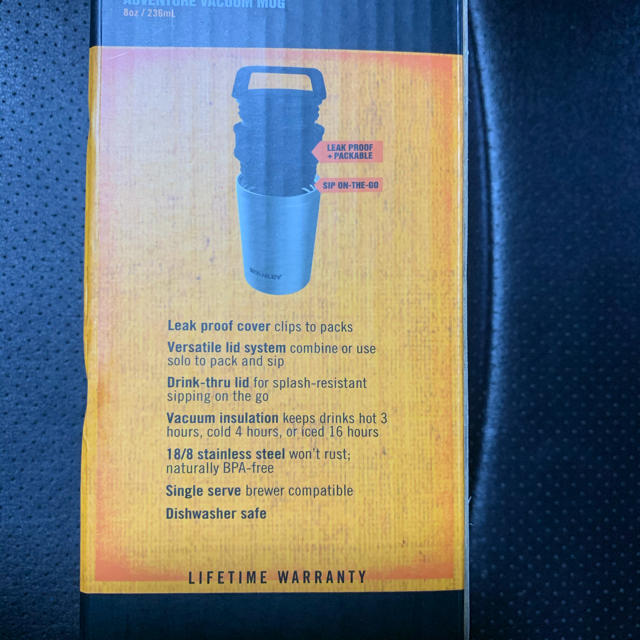 ADVENTURE VACUUM MUG
8oz / 236mL
LEAK PROOF
+ PACKABLE
SIP ON-THE-GO
STANLEY
Leak proof cover clips to packs
Versatile lid system combine or use
solo to pack and sip
Drink-thru lid for splash-resistant
sipping on the go
Vacuum insulation keeps drinks hot 3
hours, cold 4 hours, or iced 16 hours
18/8 stainless steel won't rust;
naturally BPA-free
Single serve brewer compatible
Dishwasher safe
LIFETIME WARRANTY